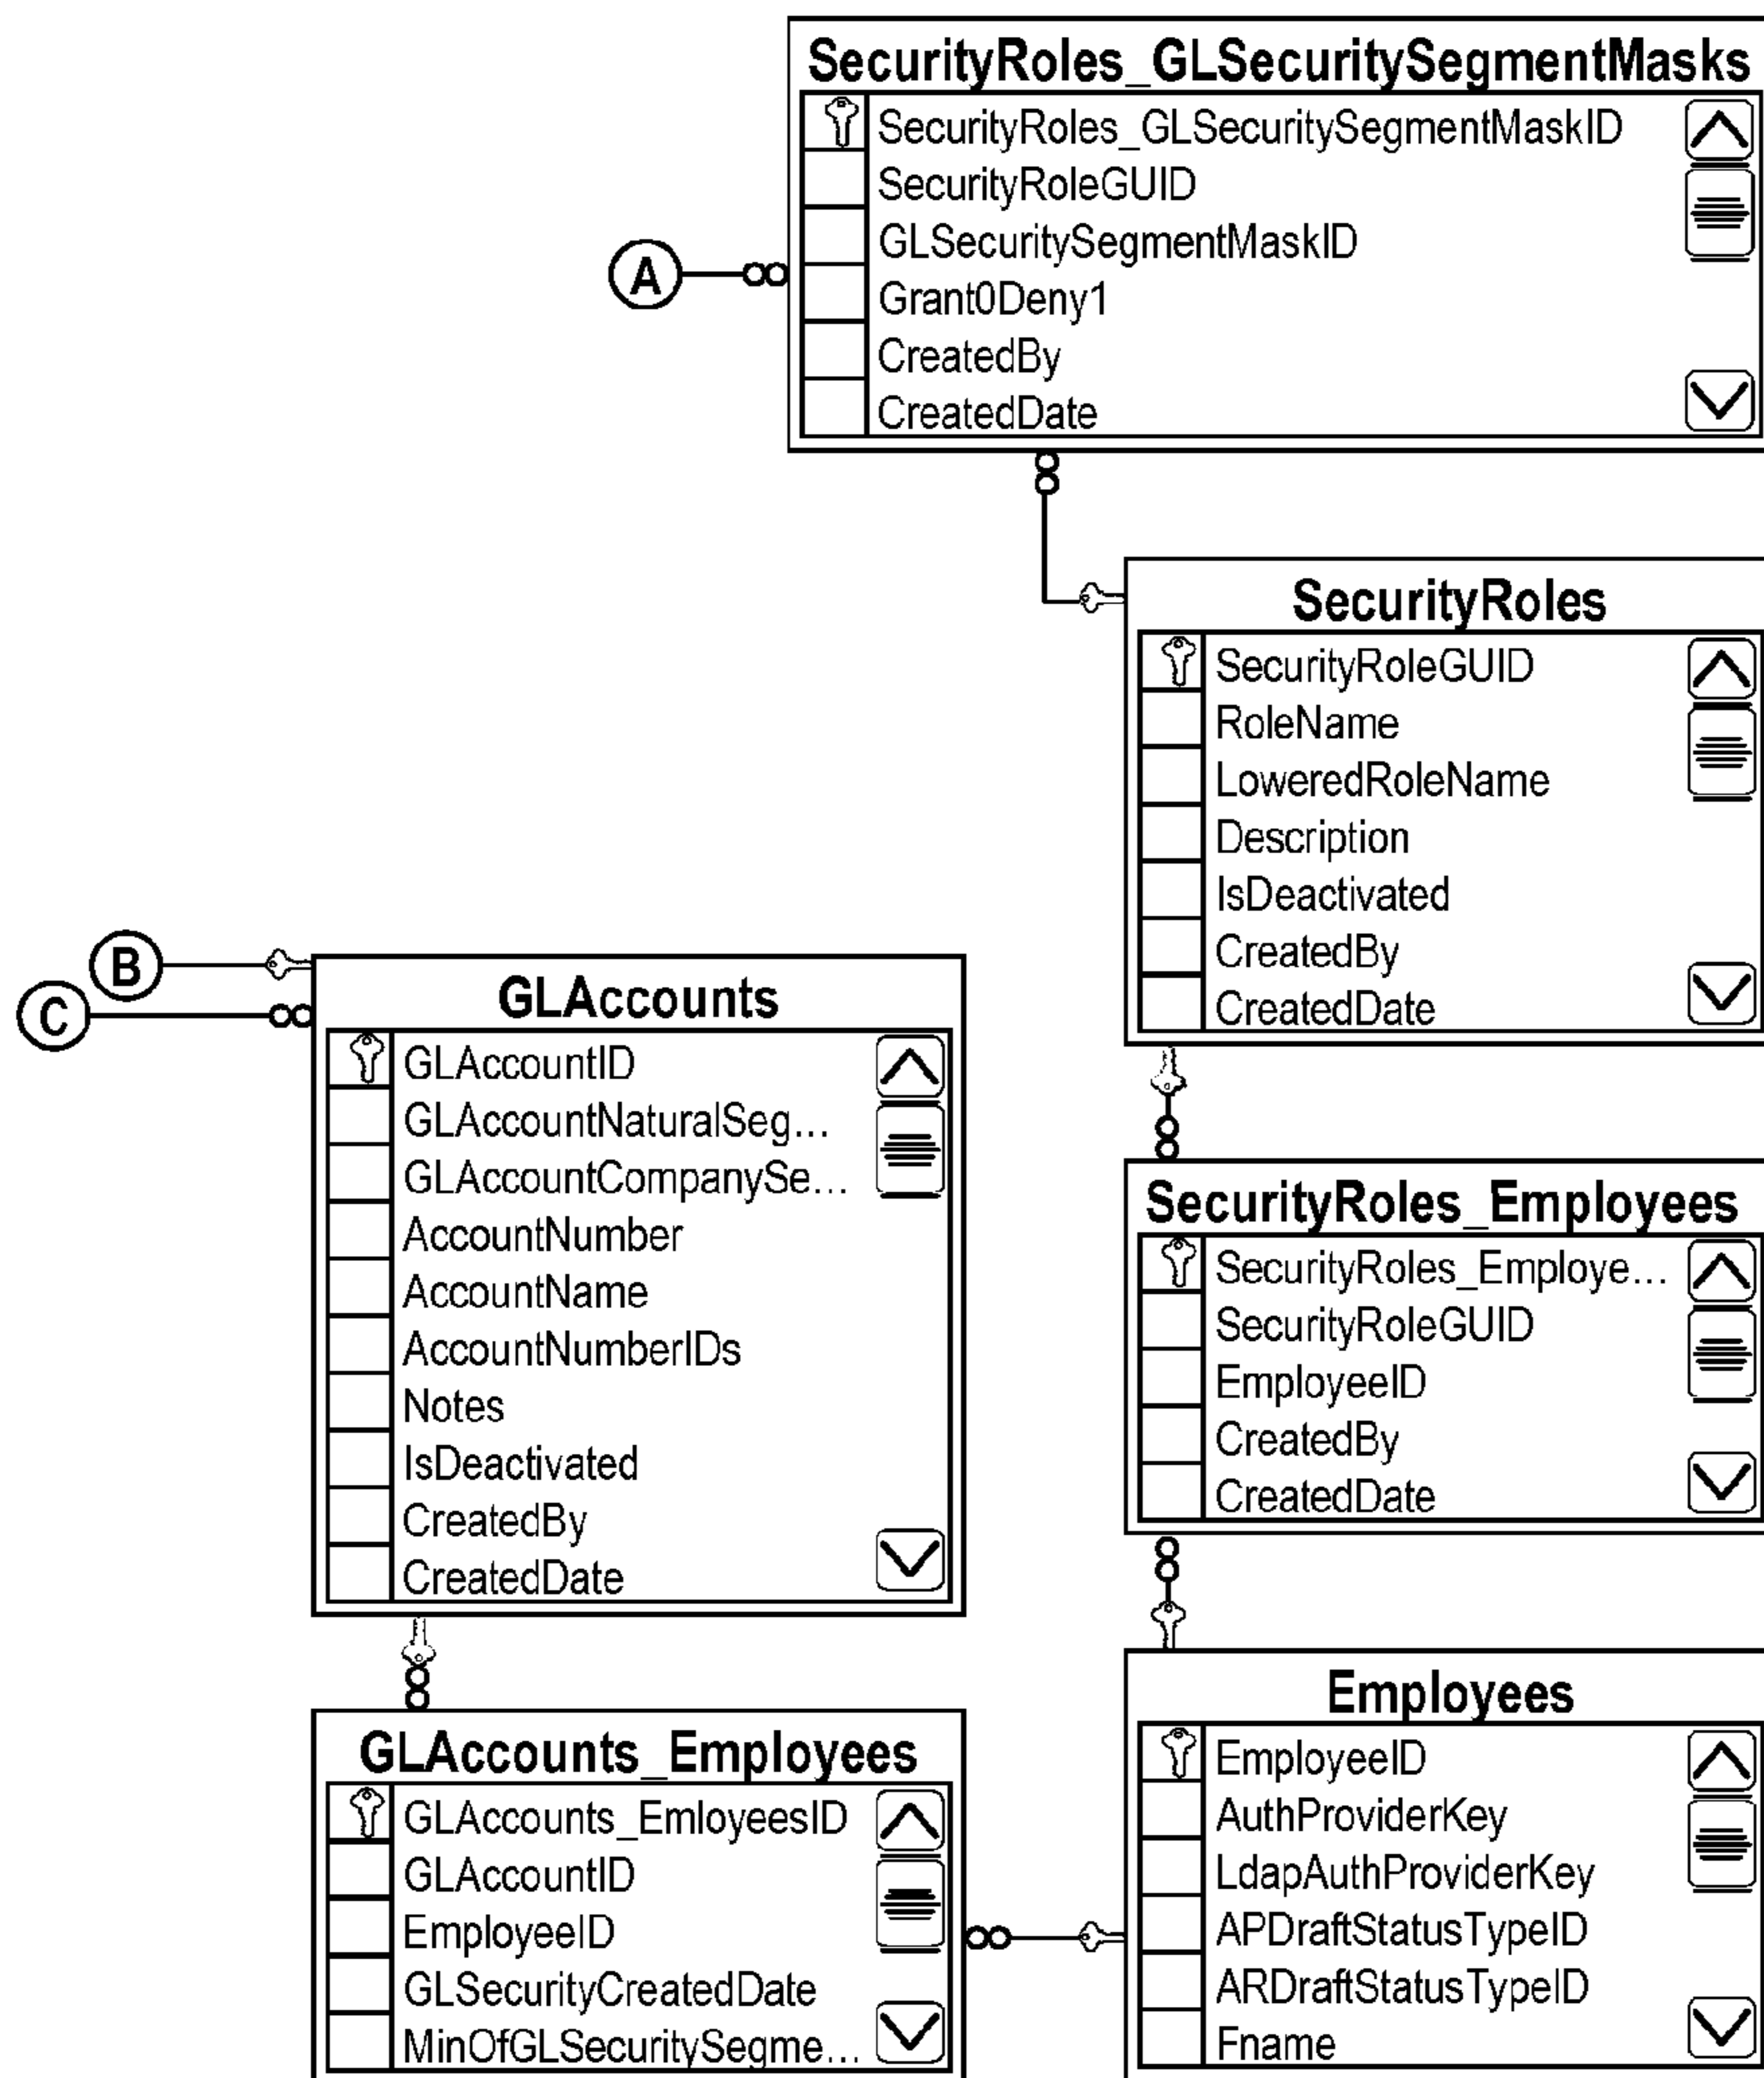 SecurityRoles_GLSecuritySegmentMasks
SecurityRoles_GLSecuritySegmentMaskID
SecurityRoleGUID
GLSecuritySegmentMaskID
Grant0Deny1
CreatedBy
CreatedDate
A
SecurityRoles
SecurityRoleGUID
RoleName
LoweredRoleName
Description
IsDeactivated
CreatedBy
CreatedDate
B
C
GLAccounts
GLAccountID
GLAccountNaturalSeg...
GLAccountCompanySe...
AccountNumber
AccountName
AccountNumberIDs
Notes
IsDeactivated
CreatedBy
CreatedDate
SecurityRoles_Employees
SecurityRoles_Employe...
SecurityRoleGUID
EmployeeID
CreatedBy
CreatedDate
GLAccounts_Employees
GLAccounts_EmloyeesID
GLAccountID
EmployeeID
GLSecurityCreatedDate
MinOfGLSecuritySegme...
Employees
EmployeeID
AuthProviderKey
LdapAuthProviderKey
APDraftStatusTypeID
ARDraftStatusTypeID
Fname